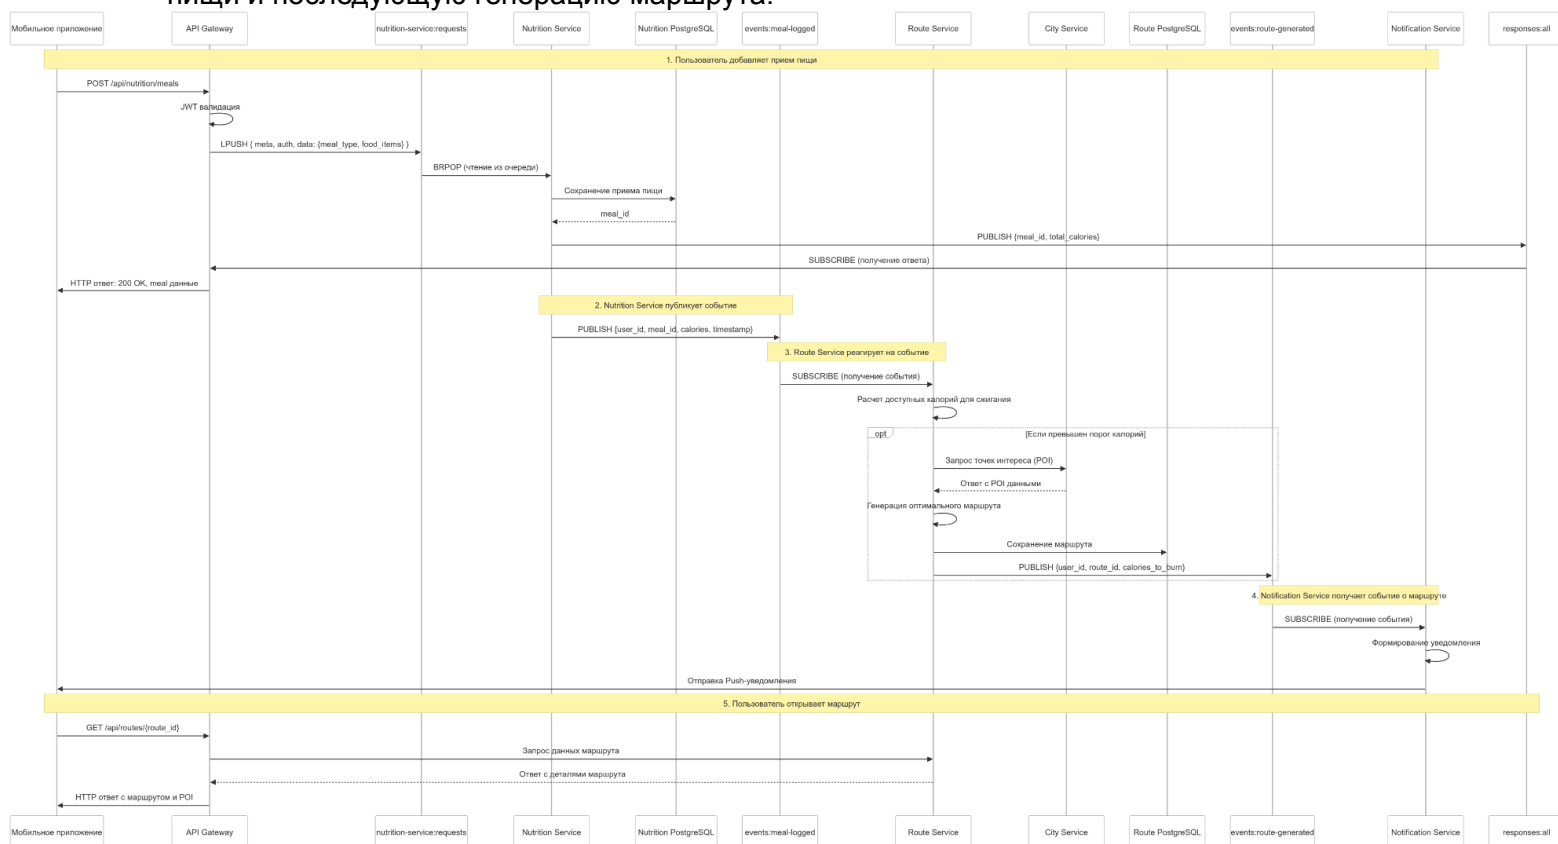 пищи и последующую генерацию маршрута.
Мобильное приложение
API Gateway
nutrition-service:requests
Nutrition Service
Nutrition PostgreSQL
events:meal-logged
Route Service
City Service
Route PostgreSQL
events:route-generated
Notification Service
responses:all
1. Пользователь добавляет прием пищи
POST /api/nutrition/meals
JWT валидация
LPUSH { meta, auth, data: {meal_type, food_items} }
BRPOP (чтение из очереди)
Сохранение приема пищи
meal_id
PUBLISH {meal_id, total_calories}
SUBSCRIBE (получение ответа)
HTTP ответ: 200 OK, meal данные
2. Nutrition Service публикует событие
PUBLISH {user_id, meal_id, calories, timestamp}
3. Route Service реагирует на событие
SUBSCRIBE (получение события)
Расчет доступных калорий для сжигания
opt
[Если превышен порог калорий]
Запрос точек интереса (POI)
Ответ с POI данными
Генерация оптимального маршрута
Сохранение маршрута
PUBLISH {user_id, route_id, calories_to_burn}
4. Notification Service получает событие о маршруте
SUBSCRIBE (получение события)
Формирование уведомления
Отправка Push-уведомления
5. Пользователь открывает маршрут
GET /api/routes/{route_id}
Запрос данных маршрута
Ответ с деталями маршрута
HTTP ответ с маршрутом и POI
Мобильное приложение
API Gateway
nutrition-service:requests
Nutrition Service
Nutrition PostgreSQL
events:meal-logged
Route Service
City Service
Route PostgreSQL
events:route-generated
Notification Service
responses:all